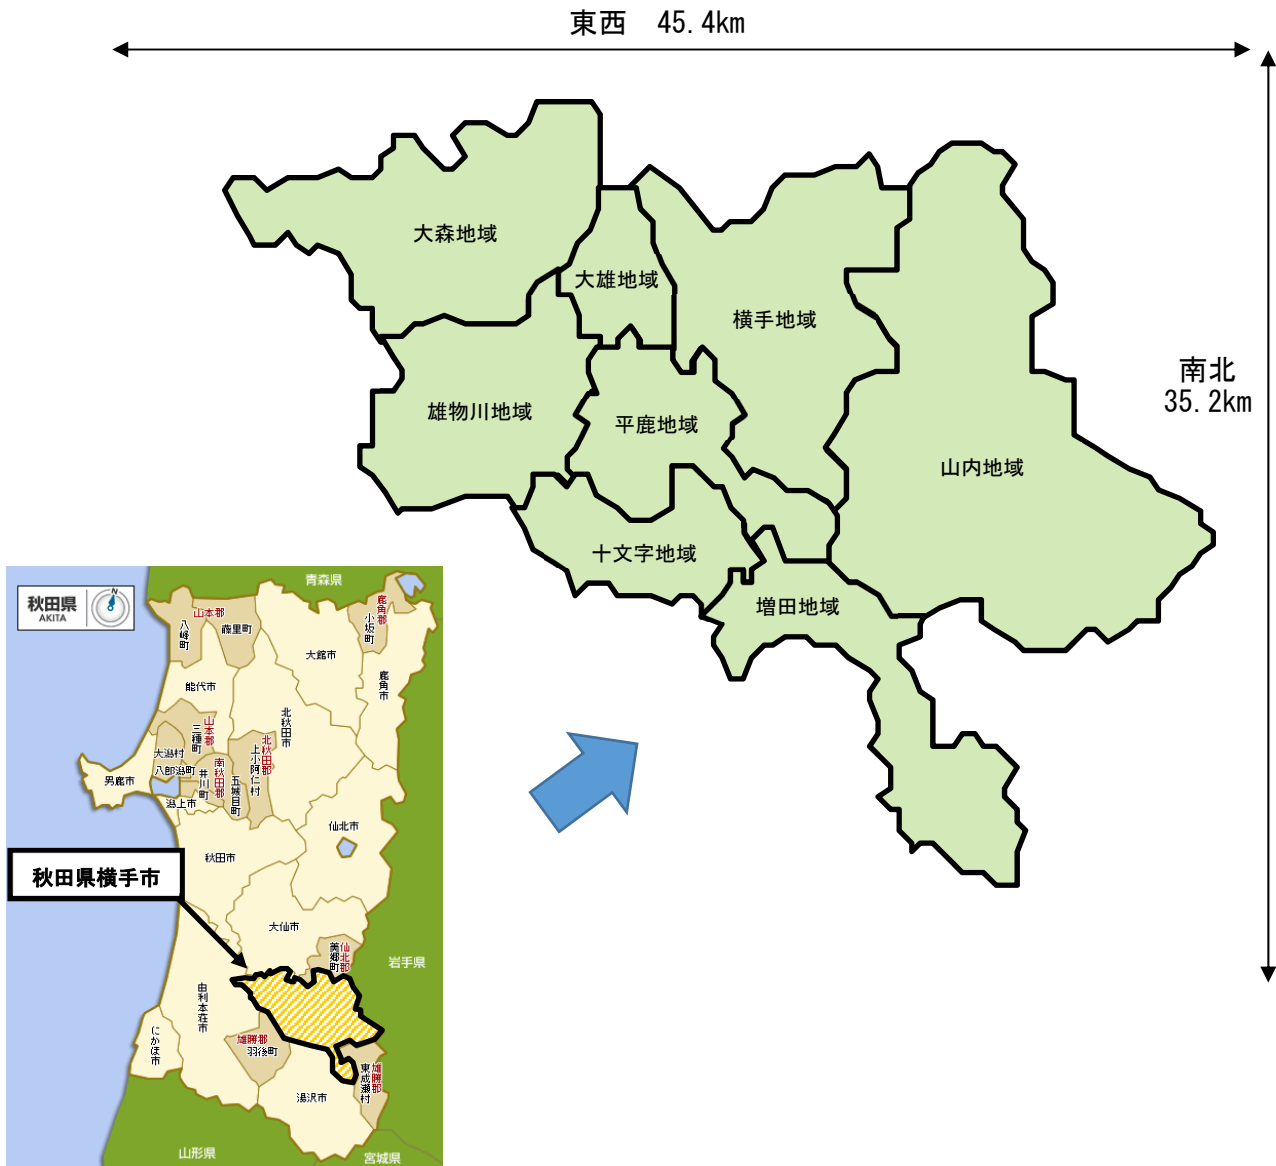 東西　45.4km
南北
35.2km
大森地域
大雄地域
横手地域
雄物川地域
平鹿地域
山内地域
十文字地域
増田地域
秋田県
AKITA
N
青森県
山本郡
八峰町
藤里町
鹿角郡
小坂町
大館市
鹿角市
能代市
北秋田市
山本郡
三種町
北秋田郡
上小阿仁村
大潟村
八郎潟町
南秋田郡
井川町
五城目町
男鹿市
潟上市
仙北市
秋田市
秋田県横手市
大仙市
仙北郡
美郷町
岩手県
由利本荘市
にかほ市
雄勝郡
羽後町
雄勝郡
東成瀬村
湯沢市
山形県
宮城県